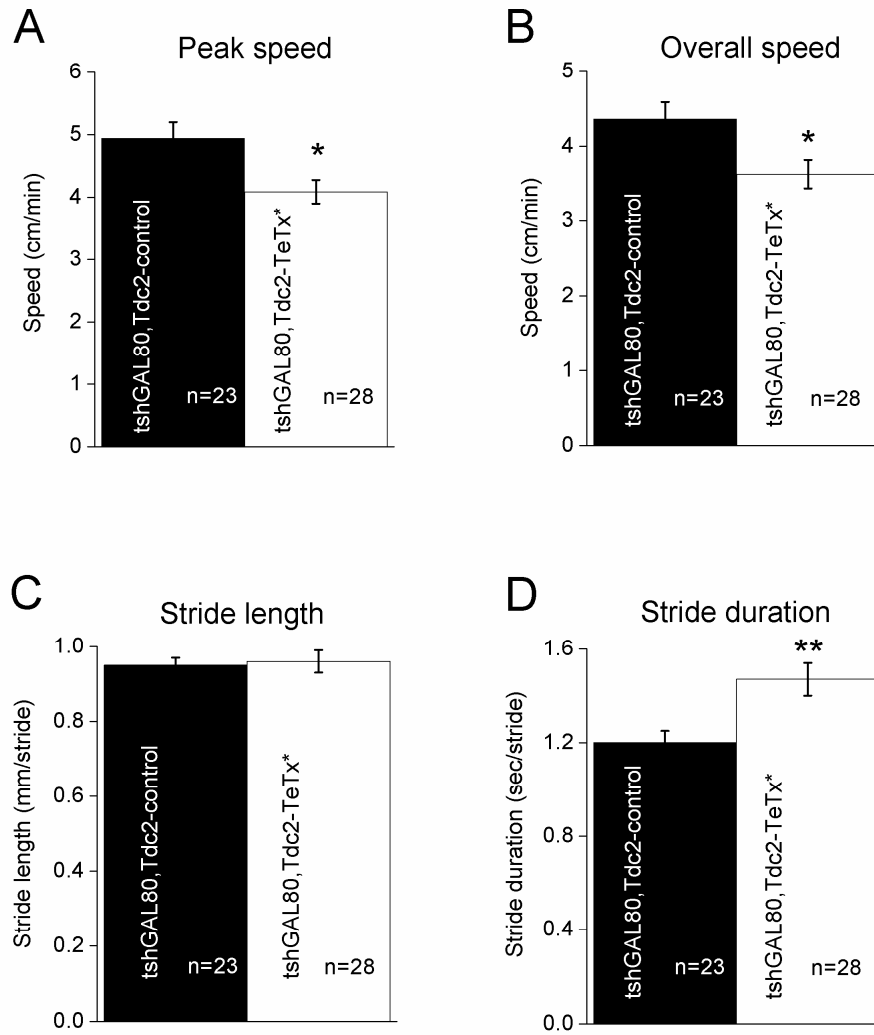 A
Peak speed
Speed (cm/min)
6
5
4
3
2
1
0
tshGAL80,Tdc2-control
n=23
*
tshGAL80,Tdc2-TeTx*
n=28
B
Overall speed
Speed (cm/min)
5
4
3
2
1
0
tshGAL80,Tdc2-control
n=23
*
tshGAL80,Tdc2-TeTx*
n=28
C
Stride length
Stride length (mm/stride)
1.0
0.8
0.6
0.4
0.2
0.0
tshGAL80,Tdc2-control
n=23
tshGAL80,Tdc2-TeTx*
n=28
D
Stride duration
Stride duration (sec/stride)
1.6
1.2
0.8
0.4
0.0
tshGAL80,Tdc2-control
n=23
**
tshGAL80,Tdc2-TeTx*
n=28